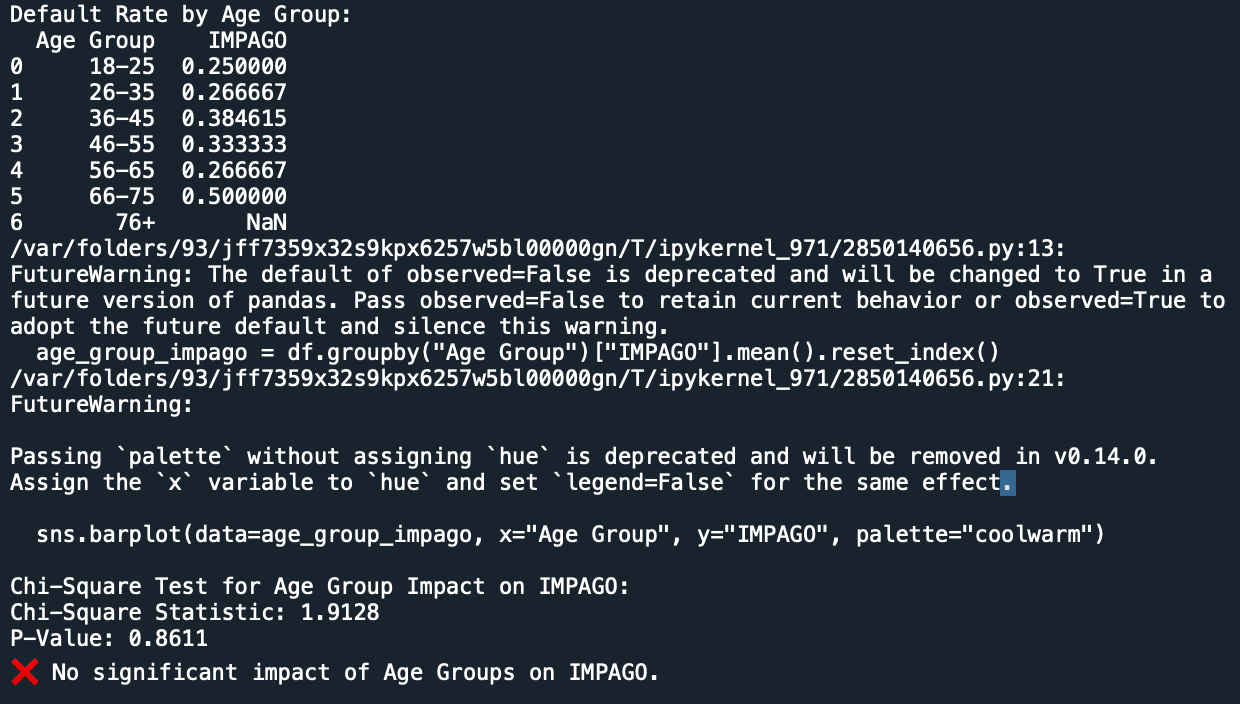 Default Rate by Age Group:
  Age Group    IMPAGO
0     18-25  0.250000
1     26-35  0.266667
2     36-45  0.384615
3     46-55  0.333333
4     56-65  0.266667
5     66-75  0.500000
6       76+       NaN
/var/folders/93/jff7359x32s9kpx6257w5bl00000gn/T/ipykernel_971/2850140656.py:13:
FutureWarning: The default of observed=False is deprecated and will be changed to True in a
future version of pandas. Pass observed=False to retain current behavior or observed=True to
adopt the future default and silence this warning.
  age_group_impago = df.groupby("Age Group")["IMPAGO"].mean().reset_index()
/var/folders/93/jff7359x32s9kpx6257w5bl00000gn/T/ipykernel_971/2850140656.py:21:
FutureWarning:

Passing `palette` without assigning `hue` is deprecated and will be removed in v0.14.0.
Assign the `x` variable to `hue` and set `legend=False` for the same effect.

  sns.barplot(data=age_group_impago, x="Age Group", y="IMPAGO", palette="coolwarm")

Chi-Square Test for Age Group Impact on IMPAGO:
Chi-Square Statistic: 1.9128
P-Value: 0.8611
❌ No significant impact of Age Groups on IMPAGO.